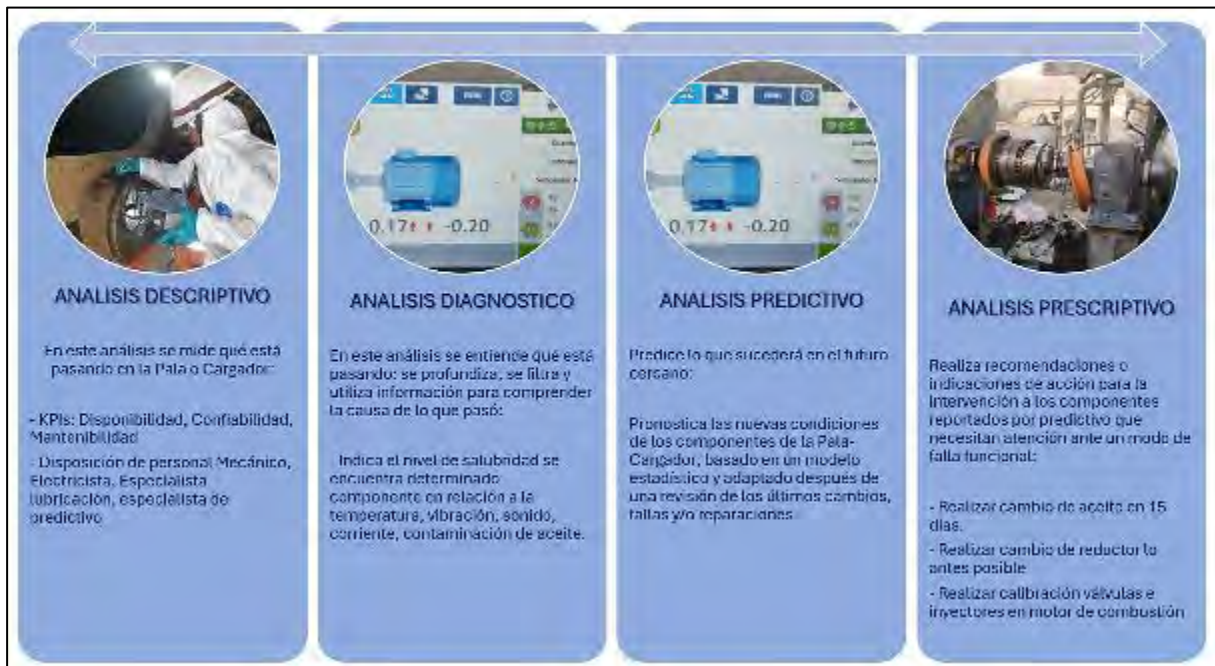 ANALISIS DESCRIPTIVO
En este análisis se mide qué está
pasando en la Pala o Cargador:
- KPIs: Disponibilidad, Confiabilidad,
Mantenibilidad
- Disposición de personal Mecánico,
Electricista, Especialista
lubricación, especialista de
predictivo
0.17 -0.20
ANALISIS DIAGNOSTICO
En este análisis se entiende qué está
pasando: se profundiza, se filtra y
utiliza información para comprender
la causa de lo que pasó:
- Indica el nivel de salubridad se
encuentra determinado
componente en relación a la
temperatura, vibración, sonido,
corriente, contaminación de aceite.
0.17 -0.20
ANALISIS PREDICTIVO
Predice lo que sucederá en el futuro
cercano:
Pronostica las nuevas condiciones
de los componentes de la Pala-
Cargador, basado en un modelo
estadístico y adaptado después de
una revisión de los últimos cambios,
fallas y/o reparaciones
ANALISIS PRESCRIPTIVO
Realiza recomendaciones o
indicaciones de acción para la
intervención a los componentes
reportados por predictivo que
necesitan atención ante un modo de
falla funcional:
- Realizar cambio de aceite en 15
días.
- Realizar cambio de reductor lo
antes posible
- Realizar calibración válvulas e
inyectores en motor de combustión